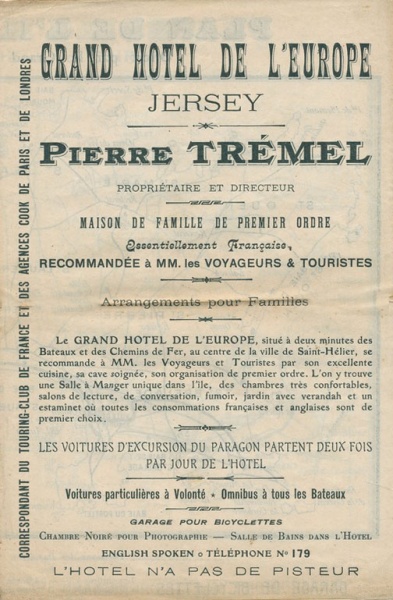 GRAND HOTEL DE L'EUROPE
JERSEY
PIERRE TRÉMEL
PROPRIÉTAIRE ET DIRECTEUR
MAISON DE FAMILLE DE PREMIER ORDRE
Essentiellement Française,
RECOMMANDÉE à MM. les VOYAGEURS & TOURISTES
Arrangements pour Familles
Le GRAND HOTEL DE L'EUROPE, situé à deux minutes des
Bateaux et des Chemins de Fer, au centre de la ville de Saint-Hélier, se
recommande à MM. les Voyageurs et Touristes par son excellente
cuisine, sa cave soignée, son organisation de premier ordre. L'on y trouve
une Salle à Manger unique dans l'île, des chambres très confortables,
salons de lecture, de conversation, fumoir, jardin avec verandah et un
estaminet où toutes les consommations françaises et anglaises sont de
premier choix.
LES VOITURES D'EXCURSION DU PARAGON PARTENT DEUX FOIS
PAR JOUR DE L'HÔTEL
Voitures particulières à Volonté • Omnibus à tous les Bateaux
GARAGE POUR BICYCLETTES
CHAMBRE NOIRE POUR PHOTOGRAPHIE — SALLE DE BAINS DANS L'HOTEL
ENGLISH SPOKEN o TÉLÉPHONE No 179
L'HOTEL N'A PAS DE PISTEUR
CORRESPONDANT DU TOURING-CLUB DE FRANCE ET DES AGENCES COOK DE PARIS ET DE LONDRES